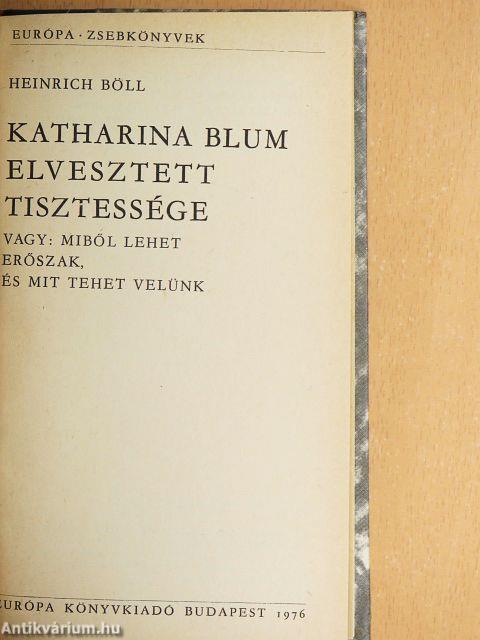 EURÓPA · ZSEBKÖNYVEK
HEINRICH BÖLL
KATHARINA BLUM
ELVESZTETT
TISZTESSÉGE
VAGY: MIBŐL LEHET
ERŐSZAK,
ÉS MIT TEHET VELÜNK
EURÓPA KÖNYVKIADÓ BUDAPEST 1976
Antikvárium.hu